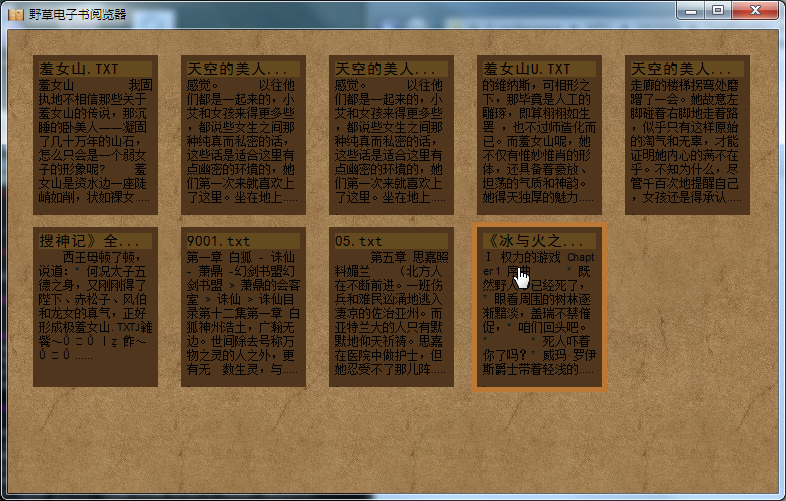 野草电子书阅览器
羞女山.TXT
羞女山　　　　我固
执地不相信那些关于
羞女山的传说，那沉
睡的卧美人——凝固
了几十万年的山石，
怎么只会是一个弱女
子的形象呢？　　羞
女山是资水边一座陡
峭如削，状如裸女.....
天空的美人...
感觉。　　　以往他
们都是一起来的，小
艾和女孩来得更多些
，都说些女生之间那
种纯真而私密的话，
这些话是适合这里有
点幽密的环境的，她
们第一次来就喜欢上
了这里。坐在地上.....
天空的美人...
感觉。　　　以往他
们都是一起来的，小
艾和女孩来得更多些
，都说些女生之间那
种纯真而私密的话，
这些话是适合这里有
点幽密的环境的，她
们第一次来就喜欢上
了这里。坐在地上.....
羞女山U.TXT
的维纳斯，可相形之
下，那毕竟是人工的
雕琢，即算栩栩如生
罢 ，也不过师造化而
已。而羞女山呢，她
不仅有惟妙惟肖的形
体，还具备着豪放、
坦荡的气质和神韵。
她得天独厚的魅力.....
走廊的楼梯拐弯处磨
蹭了一会。她故意左
脚碰着右脚地走着路
，似乎只有这样原始
的淘气和无辜，才能
证明她内心的满不在
乎。不知为什么，尽
管千百次地提醒自己
，女孩还是得承认.....
搜神记》全...
西王母顿了顿，
说道：“何况太子五
德之身，又刚刚得了
陛下、赤松子、风伯
和龙女的真气，正好
形成极羞女山.TXTJ雑
9001.txt
第一章 白狐 - 诛仙
- 萧鼎 -幻剑书盟幻
剑书盟 > 萧鼎的会客
室 > 诛仙 > 诛仙目
录第十二集第一章 白
狐神州浩土，广瀚无
边。世间除去号称万
物之灵的人之外，更
有无　数生灵，与.....
05.txt
第五章 思嘉照
料媚兰　　（北方人
在不断前进。一班伤
兵和难民汹涌地逃入
凄凉的佐治亚州。而
亚特兰大的人只有默
默地仰天祈祷。思嘉
在医院中做护士，但
她忍受不了那儿阵.....
《冰与火之...
Ⅰ 权力的游戏 Chapt
er1 序曲　　　“既
然野人已经死了，
”眼看周围的树林逐
渐黯淡，盖瑞不禁催
促，“咱们回头吧。
”　　　“死人吓着
你了吗？”威玛·罗伊
斯爵士带着轻浅的.....